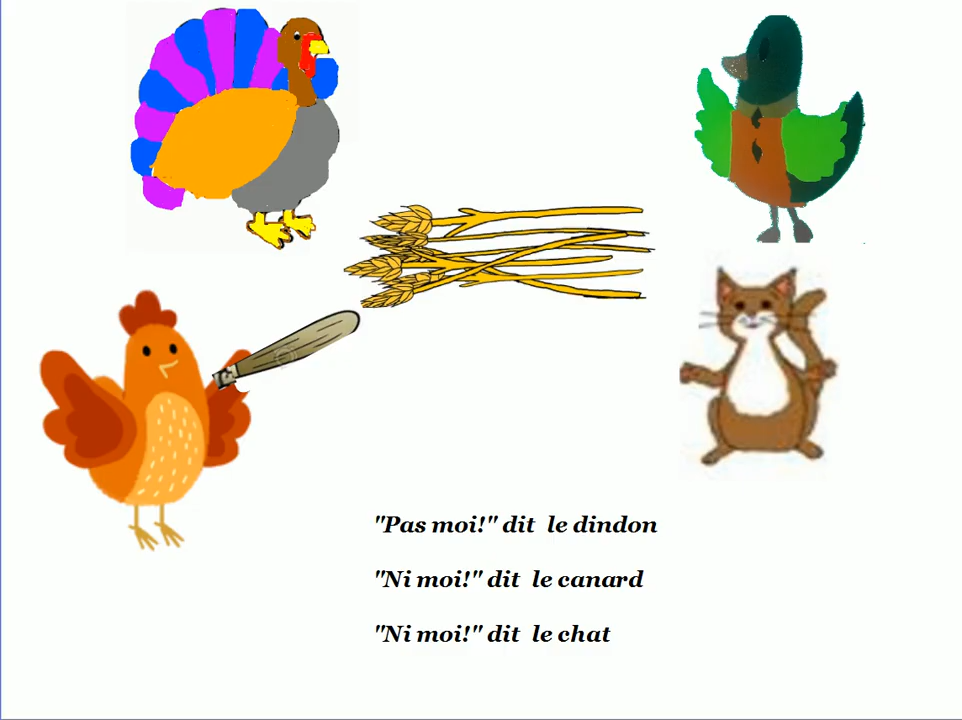 "Pas moi!" dit le dindon
"Ni moi!" dit le canard
"Ni moi!" dit le chat